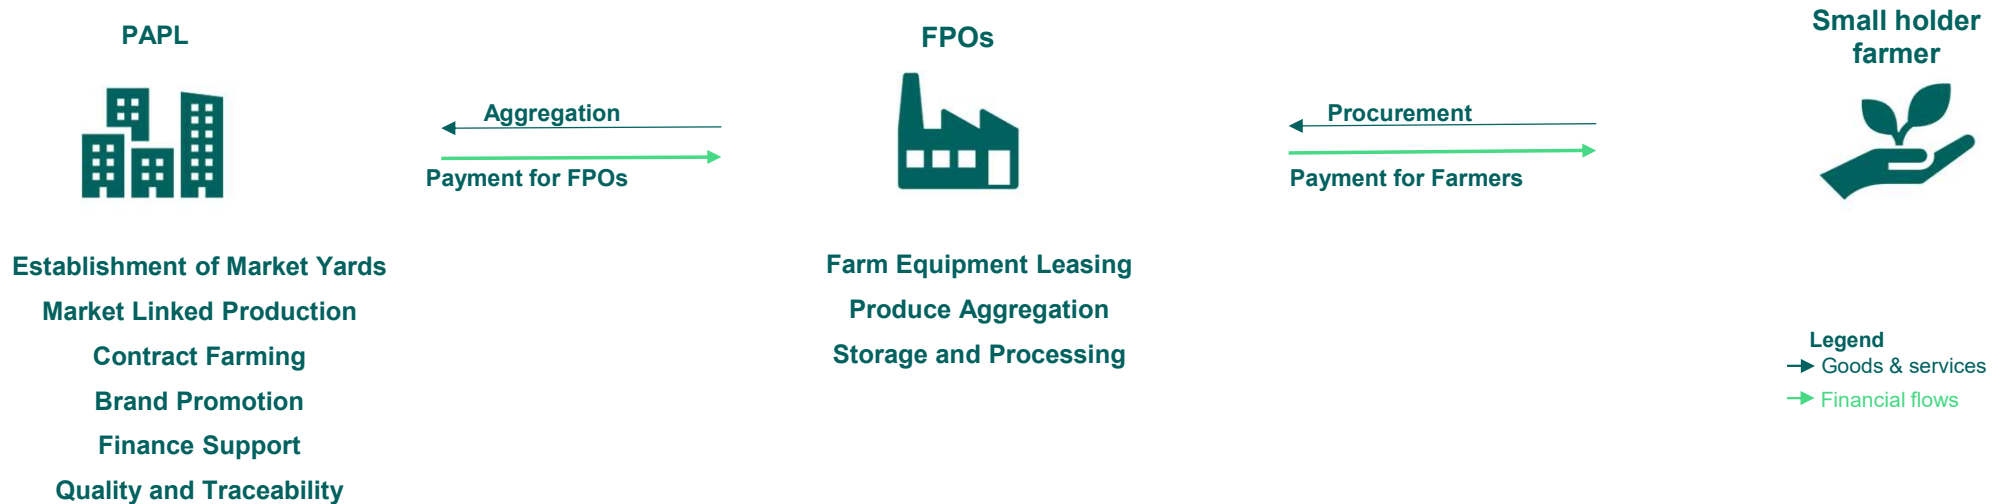 PAPL
FPOs
Small holder
farmer
Aggregation
Payment for FPOs
Procurement
Payment for Farmers
Establishment of Market Yards
Market Linked Production
Contract Farming
Brand Promotion
Finance Support
Quality and Traceability
Farm Equipment Leasing
Produce Aggregation
Storage and Processing
Legend
Goods & services
Financial flows